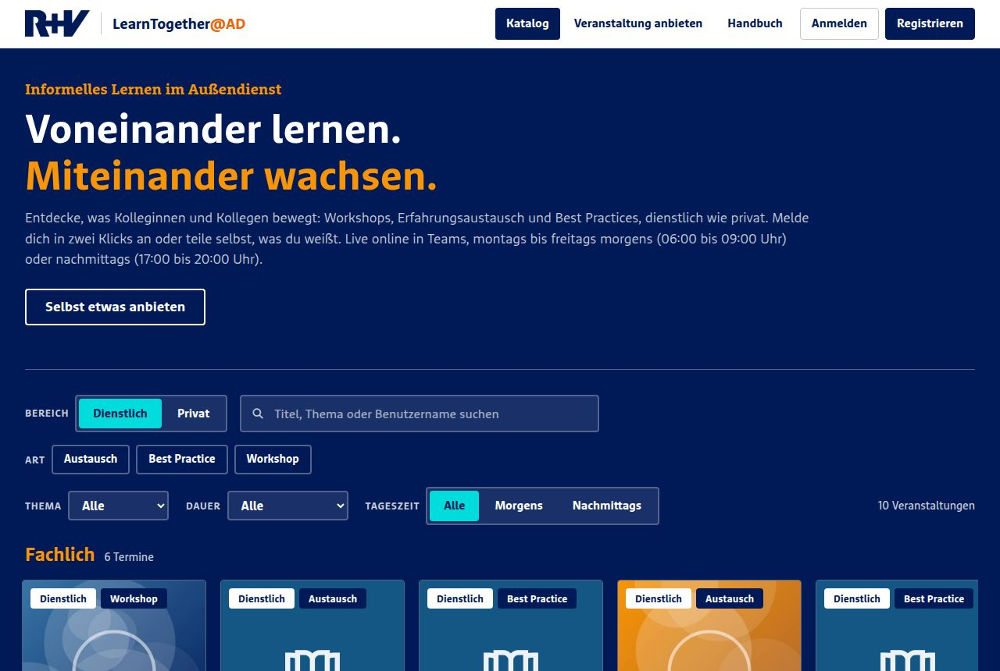 R+V LearnTogether@AD Katalog Veranstaltung anbieten Handbuch Anmelden Registrieren
Informelles Lernen im Außendienst
Voneinander lernen.
Miteinander wachsen.
Entdecke, was Kolleginnen und Kollegen bewegt: Workshops, Erfahrungsaustausch und Best Practices, dienstlich wie privat. Melde
dich in zwei Klicks an oder teile selbst, was du weißt. Live online in Teams, montags bis freitags morgens (06:00 bis 09:00 Uhr)
oder nachmittags (17:00 bis 20:00 Uhr).
Selbst etwas anbieten
BEREICH Dienstlich Privat Titel, Thema oder Benutzername suchen
ART Austausch Best Practice Workshop
THEMA Alle DAUER Alle TAGESZEIT Alle Morgens Nachmittags 10 Veranstaltungen
Fachlich 6 Termine
Dienstlich Workshop Dienstlich Austausch Dienstlich Best Practice Dienstlich Austausch Dienstlich Best Practice